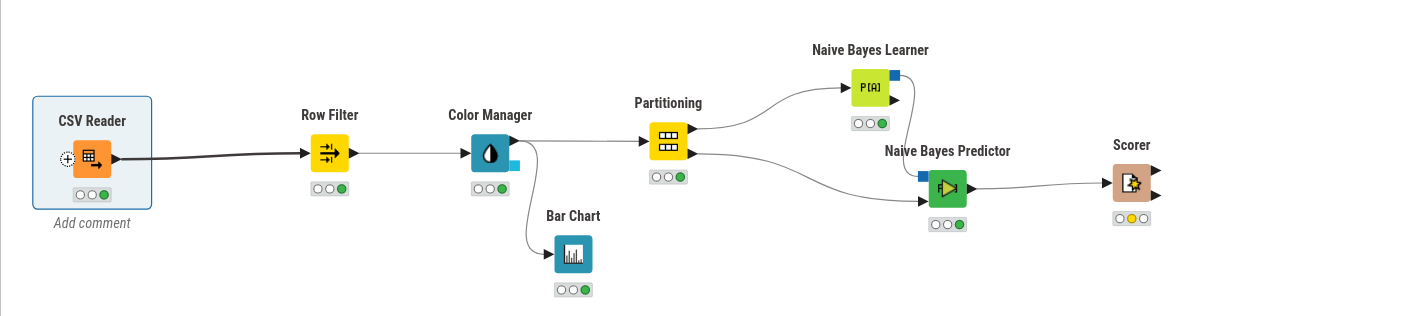 Naive Bayes Learner
P[A]
Partitioning
CSV Reader
Row Filter
Color Manager
Naive Bayes Predictor
Scorer
Add comment
Bar Chart